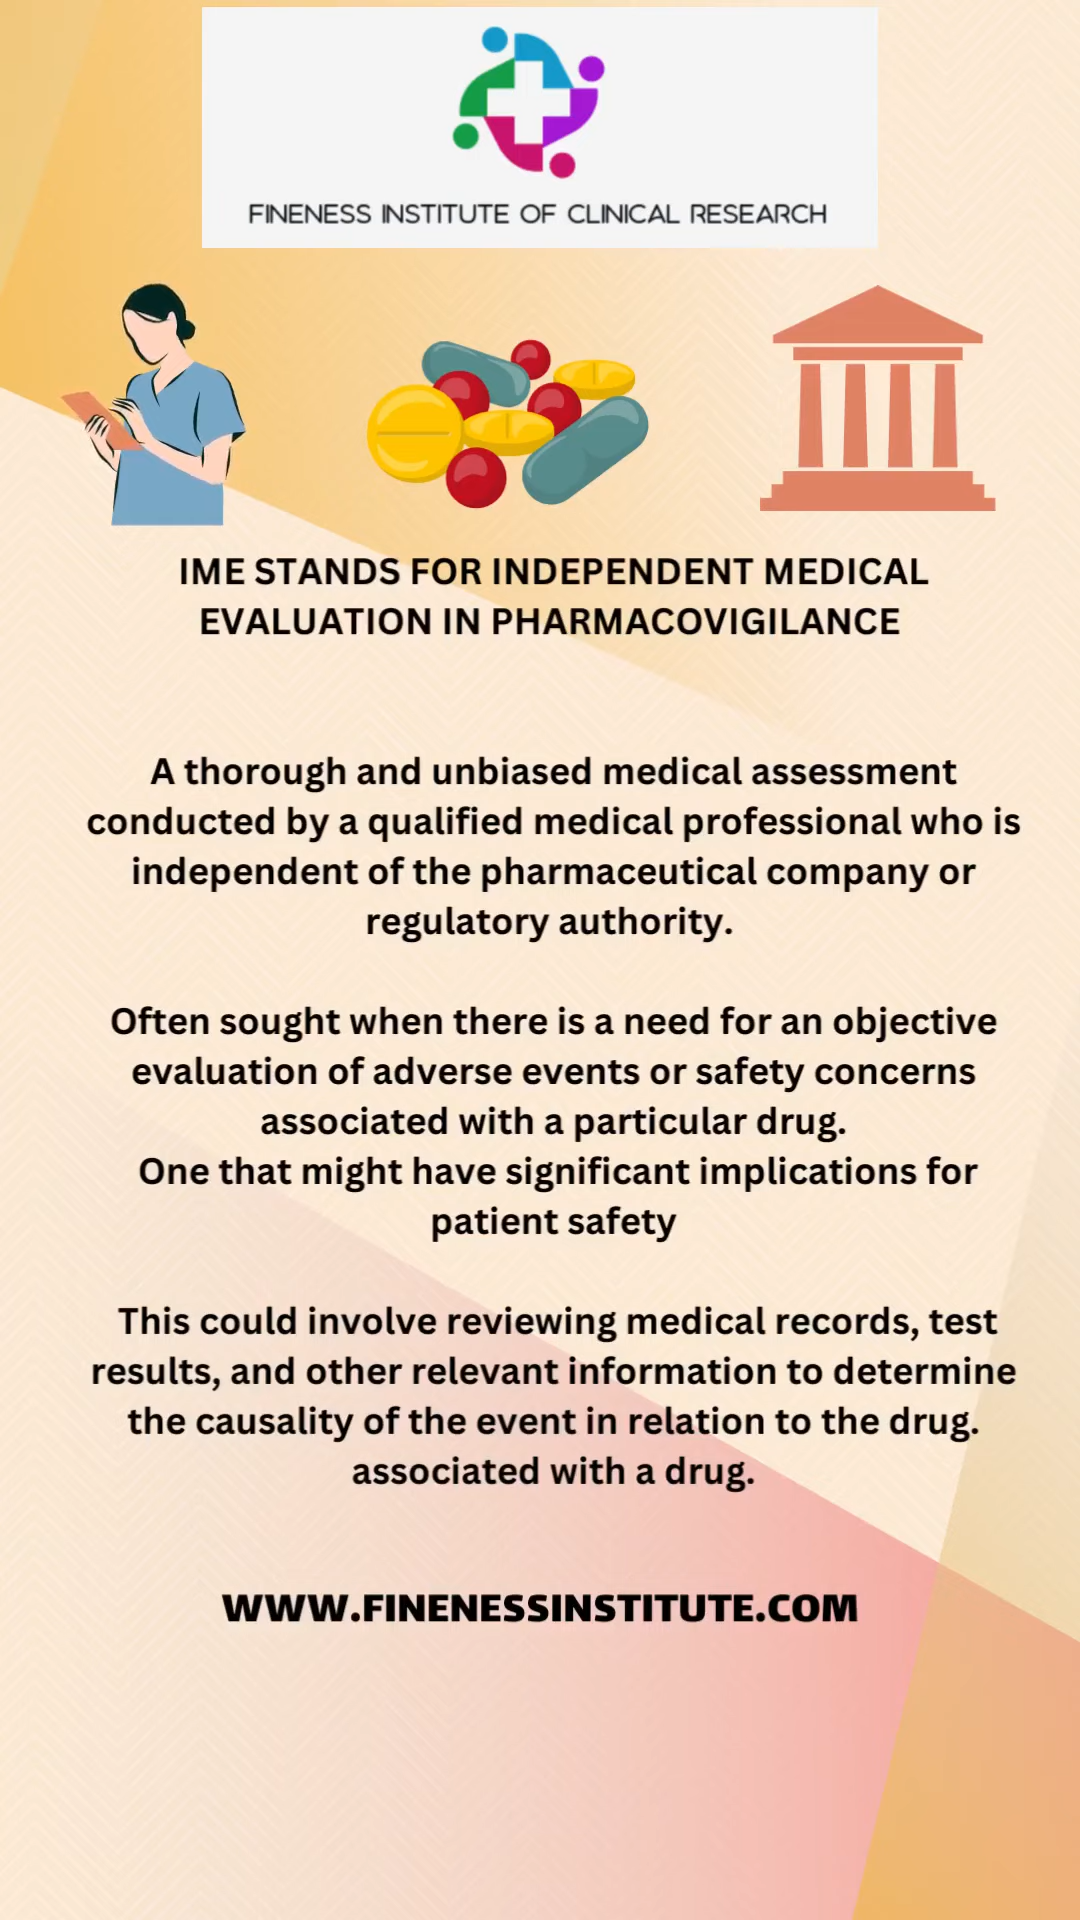 FINENESS INSTITUTE OF CLINICAL RESEARCH
IME STANDS FOR INDEPENDENT MEDICAL
EVALUATION IN PHARMACOVIGILANCE
A thorough and unbiased medical assessment
conducted by a qualified medical professional who is
independent of the pharmaceutical company or
regulatory authority.
Often sought when there is a need for an objective
evaluation of adverse events or safety concerns
associated with a particular drug.
One that might have significant implications for
patient safety
This could involve reviewing medical records, test
results, and other relevant information to determine
the causality of the event in relation to the drug.
associated with a drug.
WWW.FINENESSINSTITUTE.COM